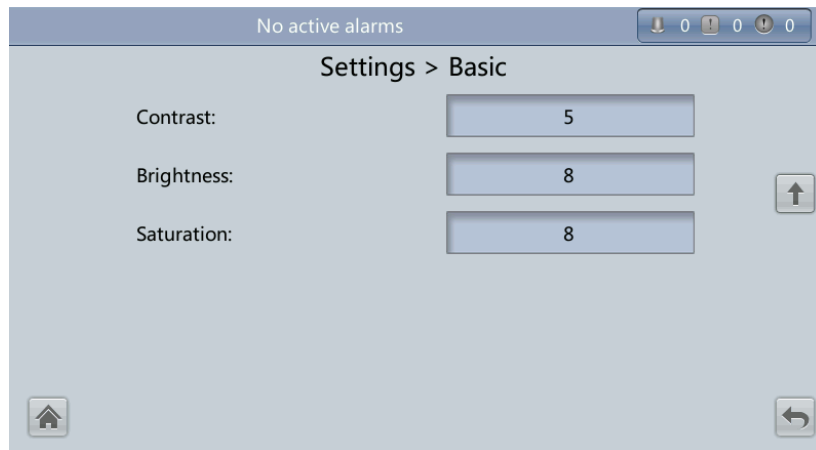 No active alarms 0 0 0
Settings > Basic
Contrast: 5
Brightness: 8
Saturation: 8